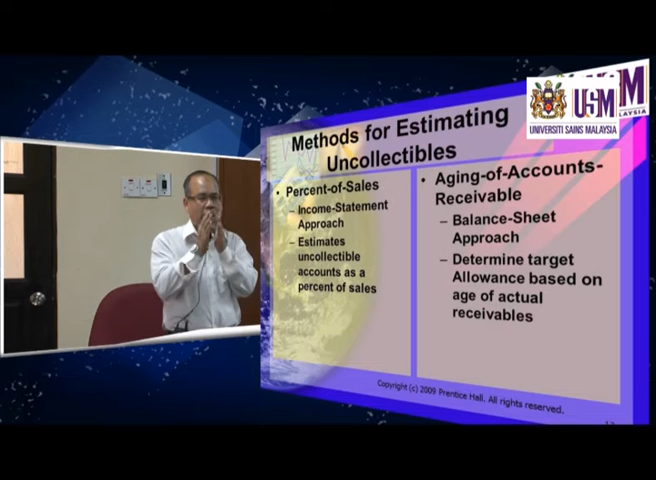 USM
UNIVERSITI SAINS MALAYSIA
Methods for Estimating
Uncollectibles
• Percent-of-Sales
– Income-Statement
Approach
– Estimates
uncollectible
accounts as a
percent of sales
• Aging-of-Accounts-
Receivable
– Balance-Sheet
Approach
– Determine target
Allowance based on
age of actual
receivables
Copyright (c) 2009 Prentice Hall. All rights reserved.